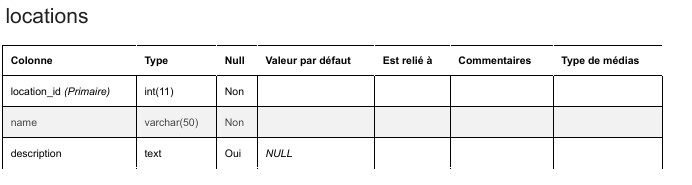 locations
Colonne Type Null Valeur par défaut Est relié à Commentaires Type de médias
location_id (Primaire) int(11) Non
name varchar(50) Non
description text Oui NULL